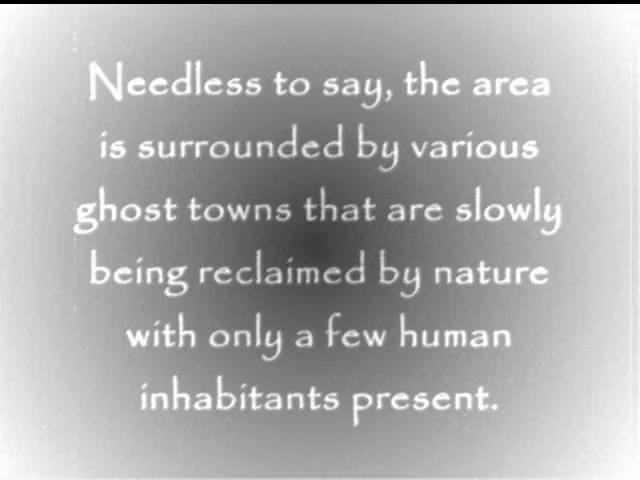 Needless to say, the area
is surrounded by various
ghost towns that are slowly
being reclaimed by nature
with only a few human
inhabitants present.